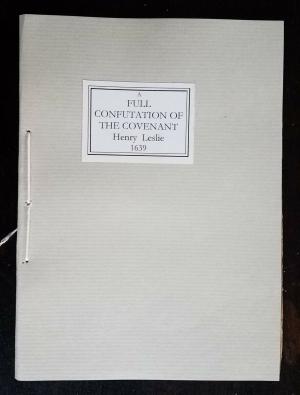 A
FULL
CONFUTATION OF
THE COVENANT
Henry Leslie
1639